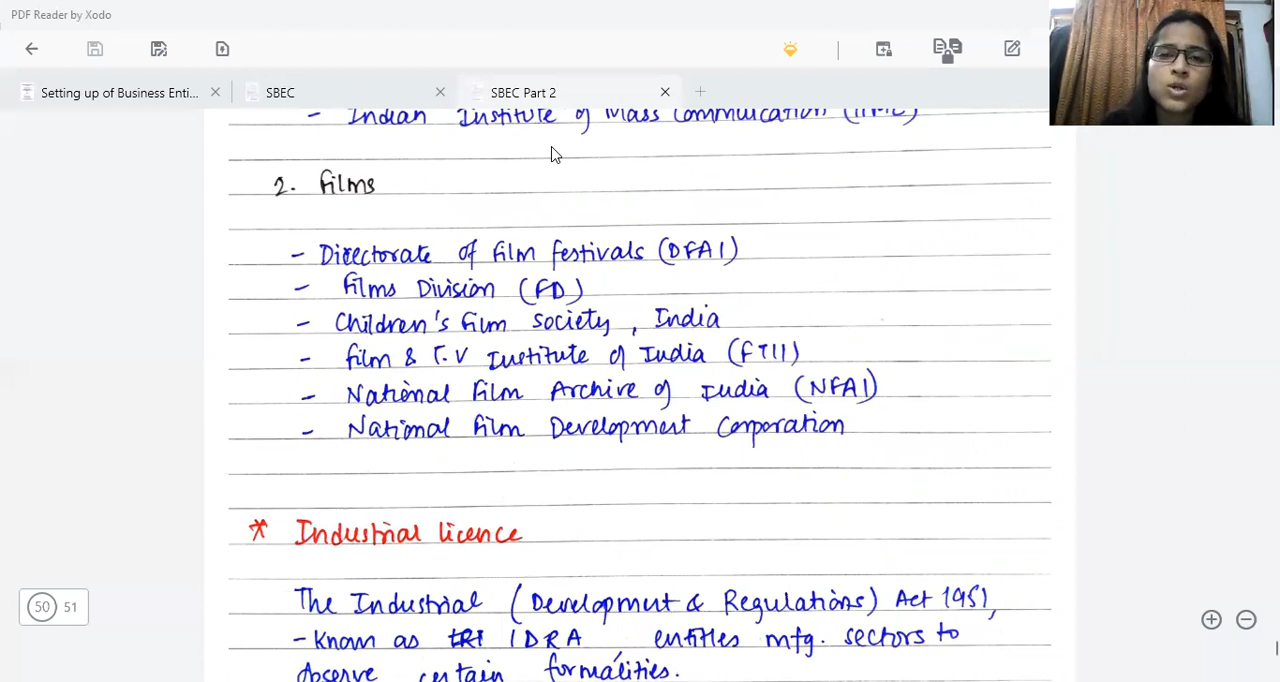 PDF Reader by Xodo
Setting up of Business Enti...
SBEC
SBEC Part 2
- Indian Institute of Mass Commuication (IIMC)
2. Films
- Directorate of Film festivals (DFAI)
- Films Division (FD)
- Children's Film Society, India
- Film & T.V Institute of India (FTII)
- National Film Archive of India (NFAI)
- National Film Development Corporation
* Industrial licence
The Industrial (Development & Regulations) Act 1951,
- Known as IDRA entitles mfg. sectors to
observe certain formalities.
50 51